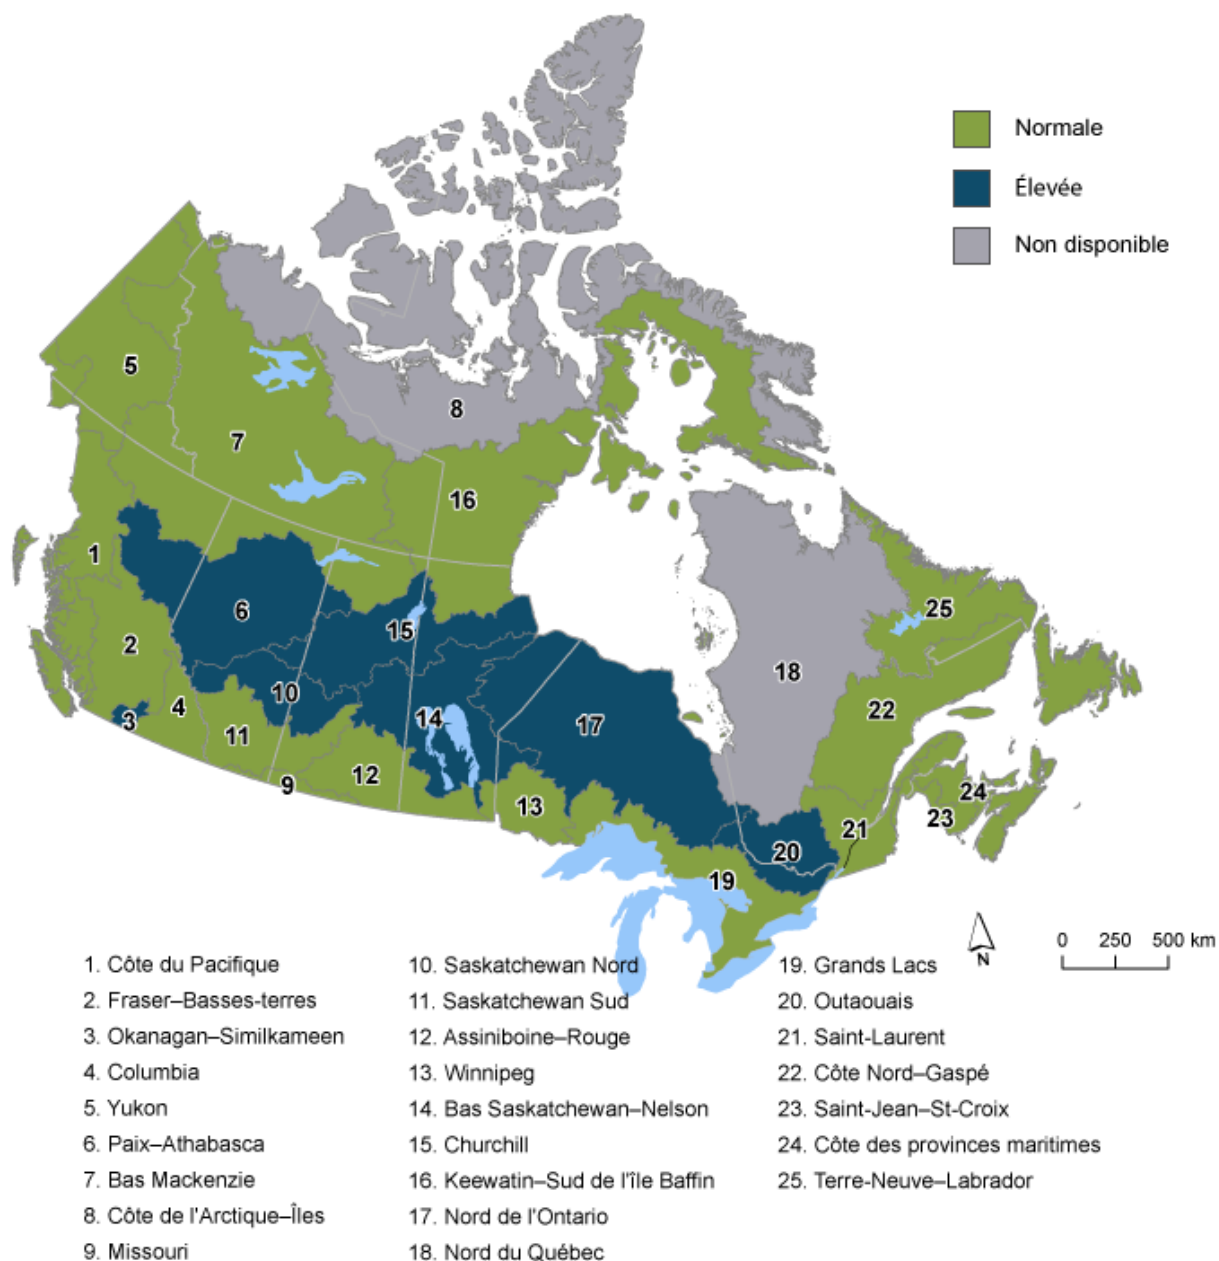 Normale
Élevée
Non disponible
5
7
8
16
1
6
2
15
25
18
10
3
4
14
17
22
11
9
12
13
24
23
21
20
19
N
0 250 500 km
1. Côte du Pacifique
2. Fraser–Basses-terres
3. Okanagan–Similkameen
4. Columbia
5. Yukon
6. Paix–Athabasca
7. Bas Mackenzie
8. Côte de l'Arctique–Îles
9. Missouri
10. Saskatchewan Nord
11. Saskatchewan Sud
12. Assiniboine–Rouge
13. Winnipeg
14. Bas Saskatchewan–Nelson
15. Churchill
16. Keewatin–Sud de l'île Baffin
17. Nord de l'Ontario
18. Nord du Québec
19. Grands Lacs
20. Outaouais
21. Saint-Laurent
22. Côte Nord–Gaspé
23. Saint-Jean–St-Croix
24. Côte des provinces maritimes
25. Terre-Neuve–Labrador